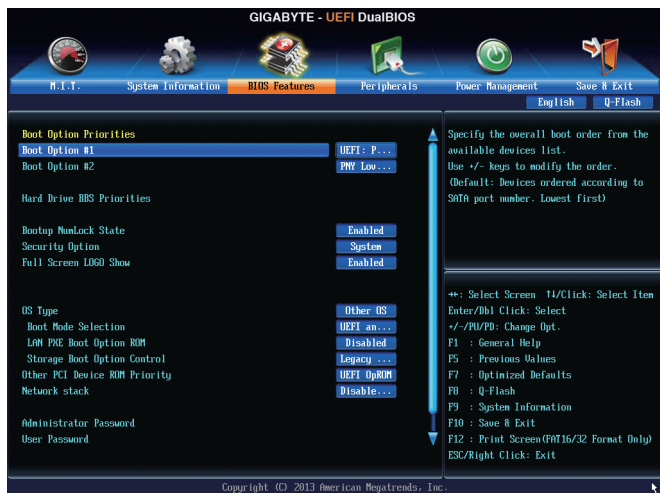 GIGABYTE - UEFI DualBIOS
M.I.T. System Information BIOS Features Peripherals Power Management Save & Exit
English Q-Flash
Boot Option Priorities
Boot Option #1 UEFI: P...
Boot Option #2 PNY Lov...
Hard Drive BBS Priorities
Bootup NumLock State Enabled
Security Option System
Full Screen LOGO Show Enabled
OS Type Other OS
Boot Mode Selection UEFI an...
LAN PXE Boot Option ROM Disabled
Storage Boot Option Control Legacy ...
Other PCI Device ROM Priority UEFI OpROM
Network stack Disable...
Administrator Password
User Password
Specify the overall boot order from the
available devices list.
Use +/- keys to modify the order.
(Default: Devices ordered according to
SATA port number. Lowest first)
→←: Select Screen ↑↓/Click: Select Item
Enter/Dbl Click: Select
+/-/PU/PD: Change Opt.
F1 : General Help
F5 : Previous Values
F7 : Optimized Defaults
F8 : Q-Flash
F9 : System Information
F10 : Save & Exit
F12 : Print Screen(FAT16/32 Format Only)
ESC/Right Click: Exit
Copyright (C) 2013 American Megatrends, Inc.